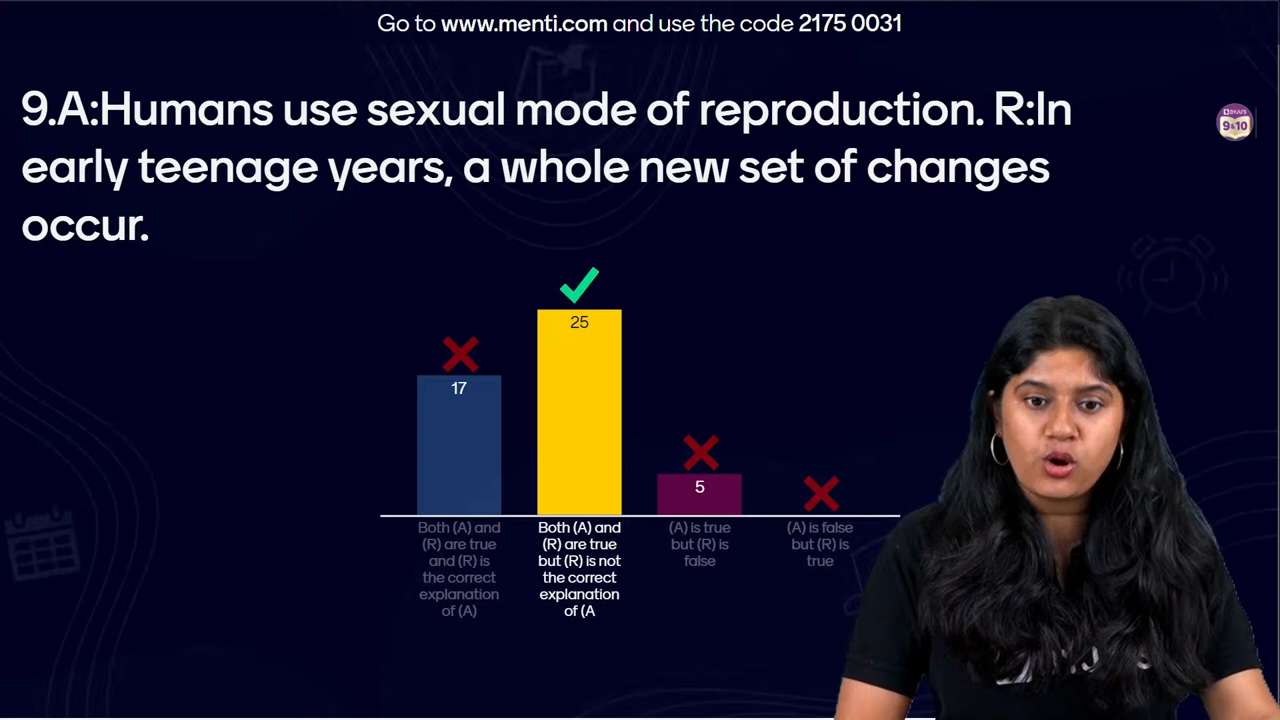 Go to www.menti.com and use the code 2175 0031
9.A:Humans use sexual mode of reproduction. R:In
early teenage years, a whole new set of changes
occur.
BYJU'S
9&10
17
25
5
Both (A) and
(R) are true
and (R) is
the correct
explanation
of (A)
Both (A) and
(R) are true
but (R) is not
the correct
explanation
of (A
(A) is true
but (R) is
false
(A) is false
but (R) is
true